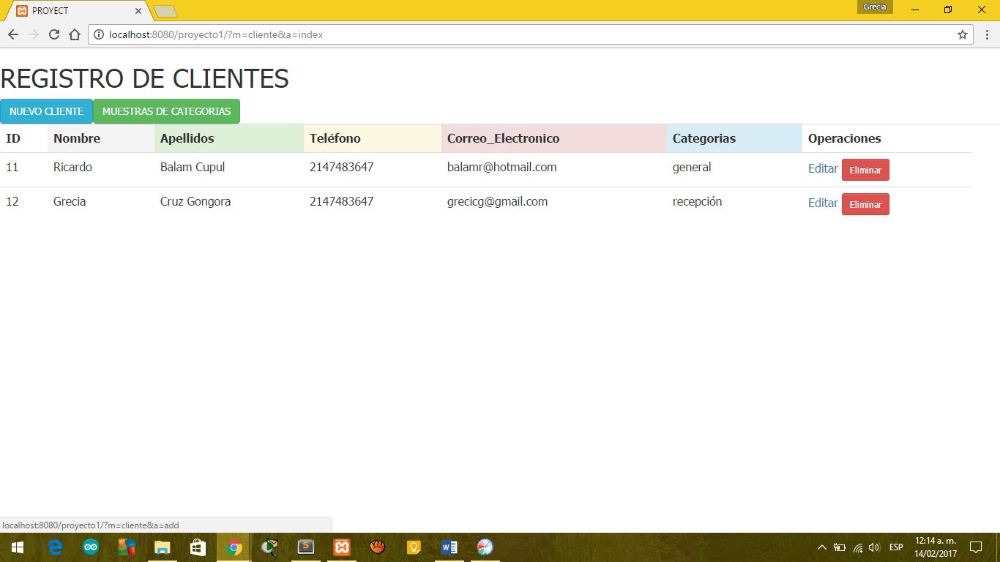 PROYECT
Grecia
localhost:8080/proyecto1/?m=cliente&a=index
REGISTRO DE CLIENTES
NUEVO CLIENTE MUESTRAS DE CATEGORIAS
ID Nombre Apellidos Teléfono Correo_Electronico Categorias Operaciones
11 Ricardo Balam Cupul 2147483647 balamr@hotmail.com general Editar Eliminar
12 Grecia Cruz Gongora 2147483647 grecicg@gmail.com recepción Editar Eliminar
localhost:8080/proyecto1/?m=cliente&a=add
ESP
12:14 a. m.
14/02/2017